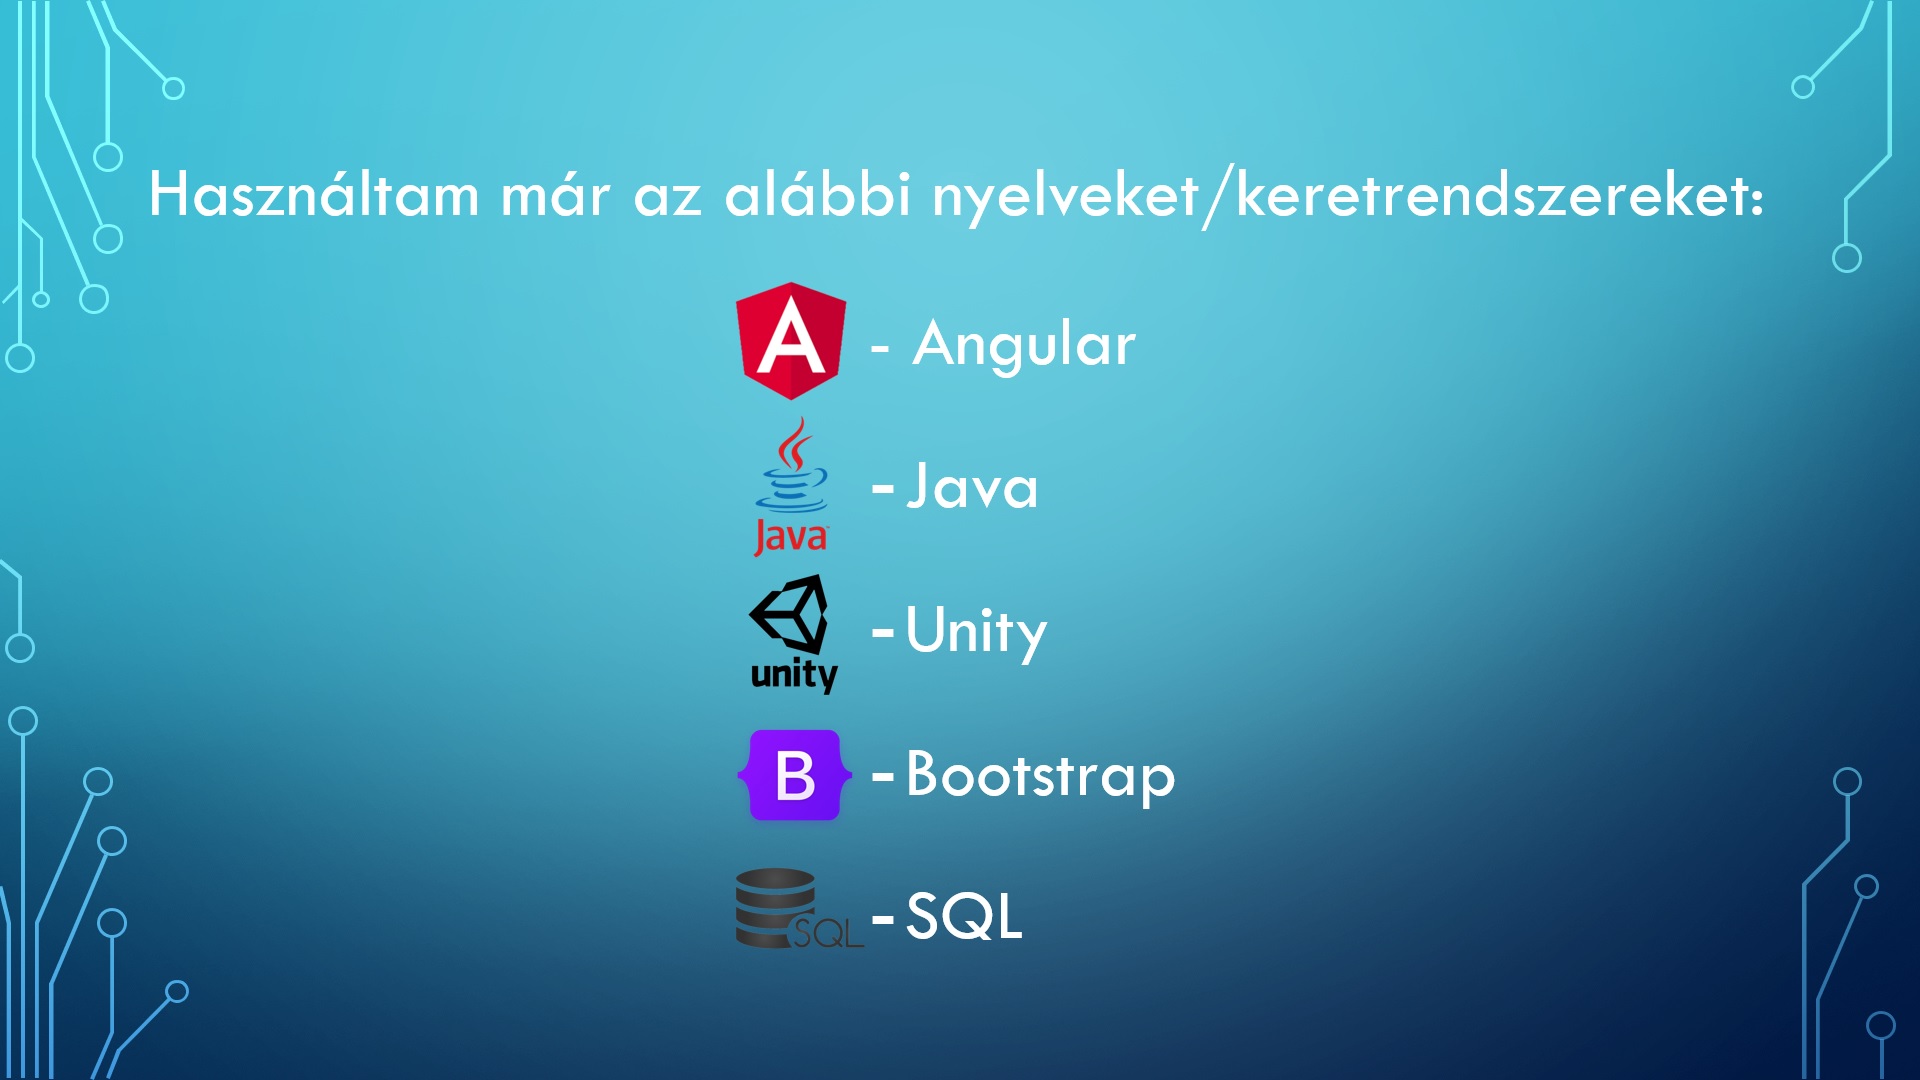 Használtam már az alábbi nyelveket/keretrendszereket:
A - Angular
Java - Java
unity - Unity
B - Bootstrap
SQL - SQL